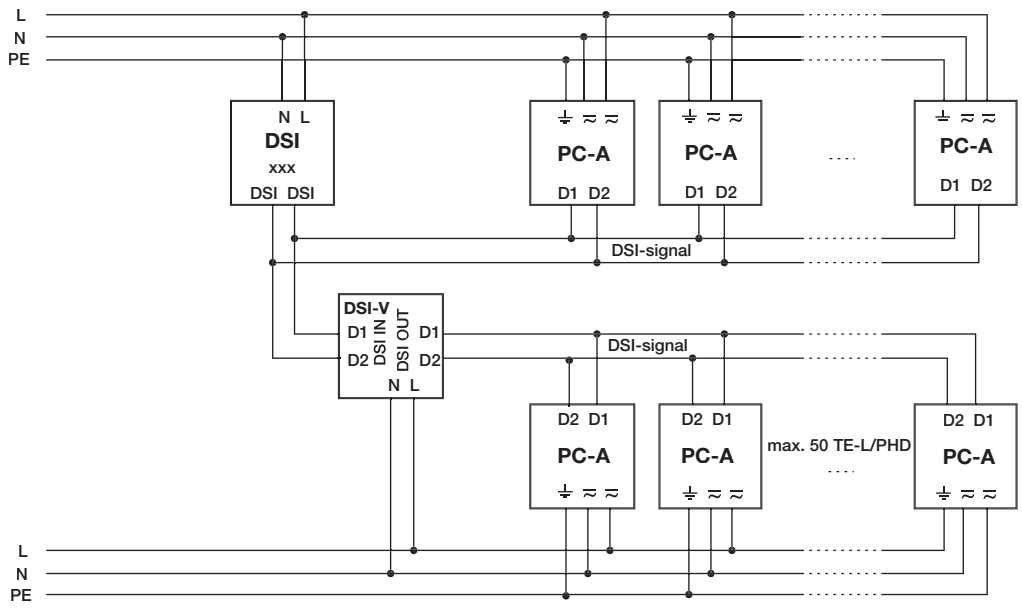 L
N
PE
N L
DSI
xxx
DSI DSI
PC-A
D1 D2
PC-A
D1 D2
PC-A
D1 D2
DSI-signal
DSI-V
D1
D2
DSI IN
DSI OUT
D1
D2
N L
DSI-signal
D2 D1
PC-A
D2 D1
PC-A
max. 50 TE-L/PHD
D2 D1
PC-A
L
N
PE